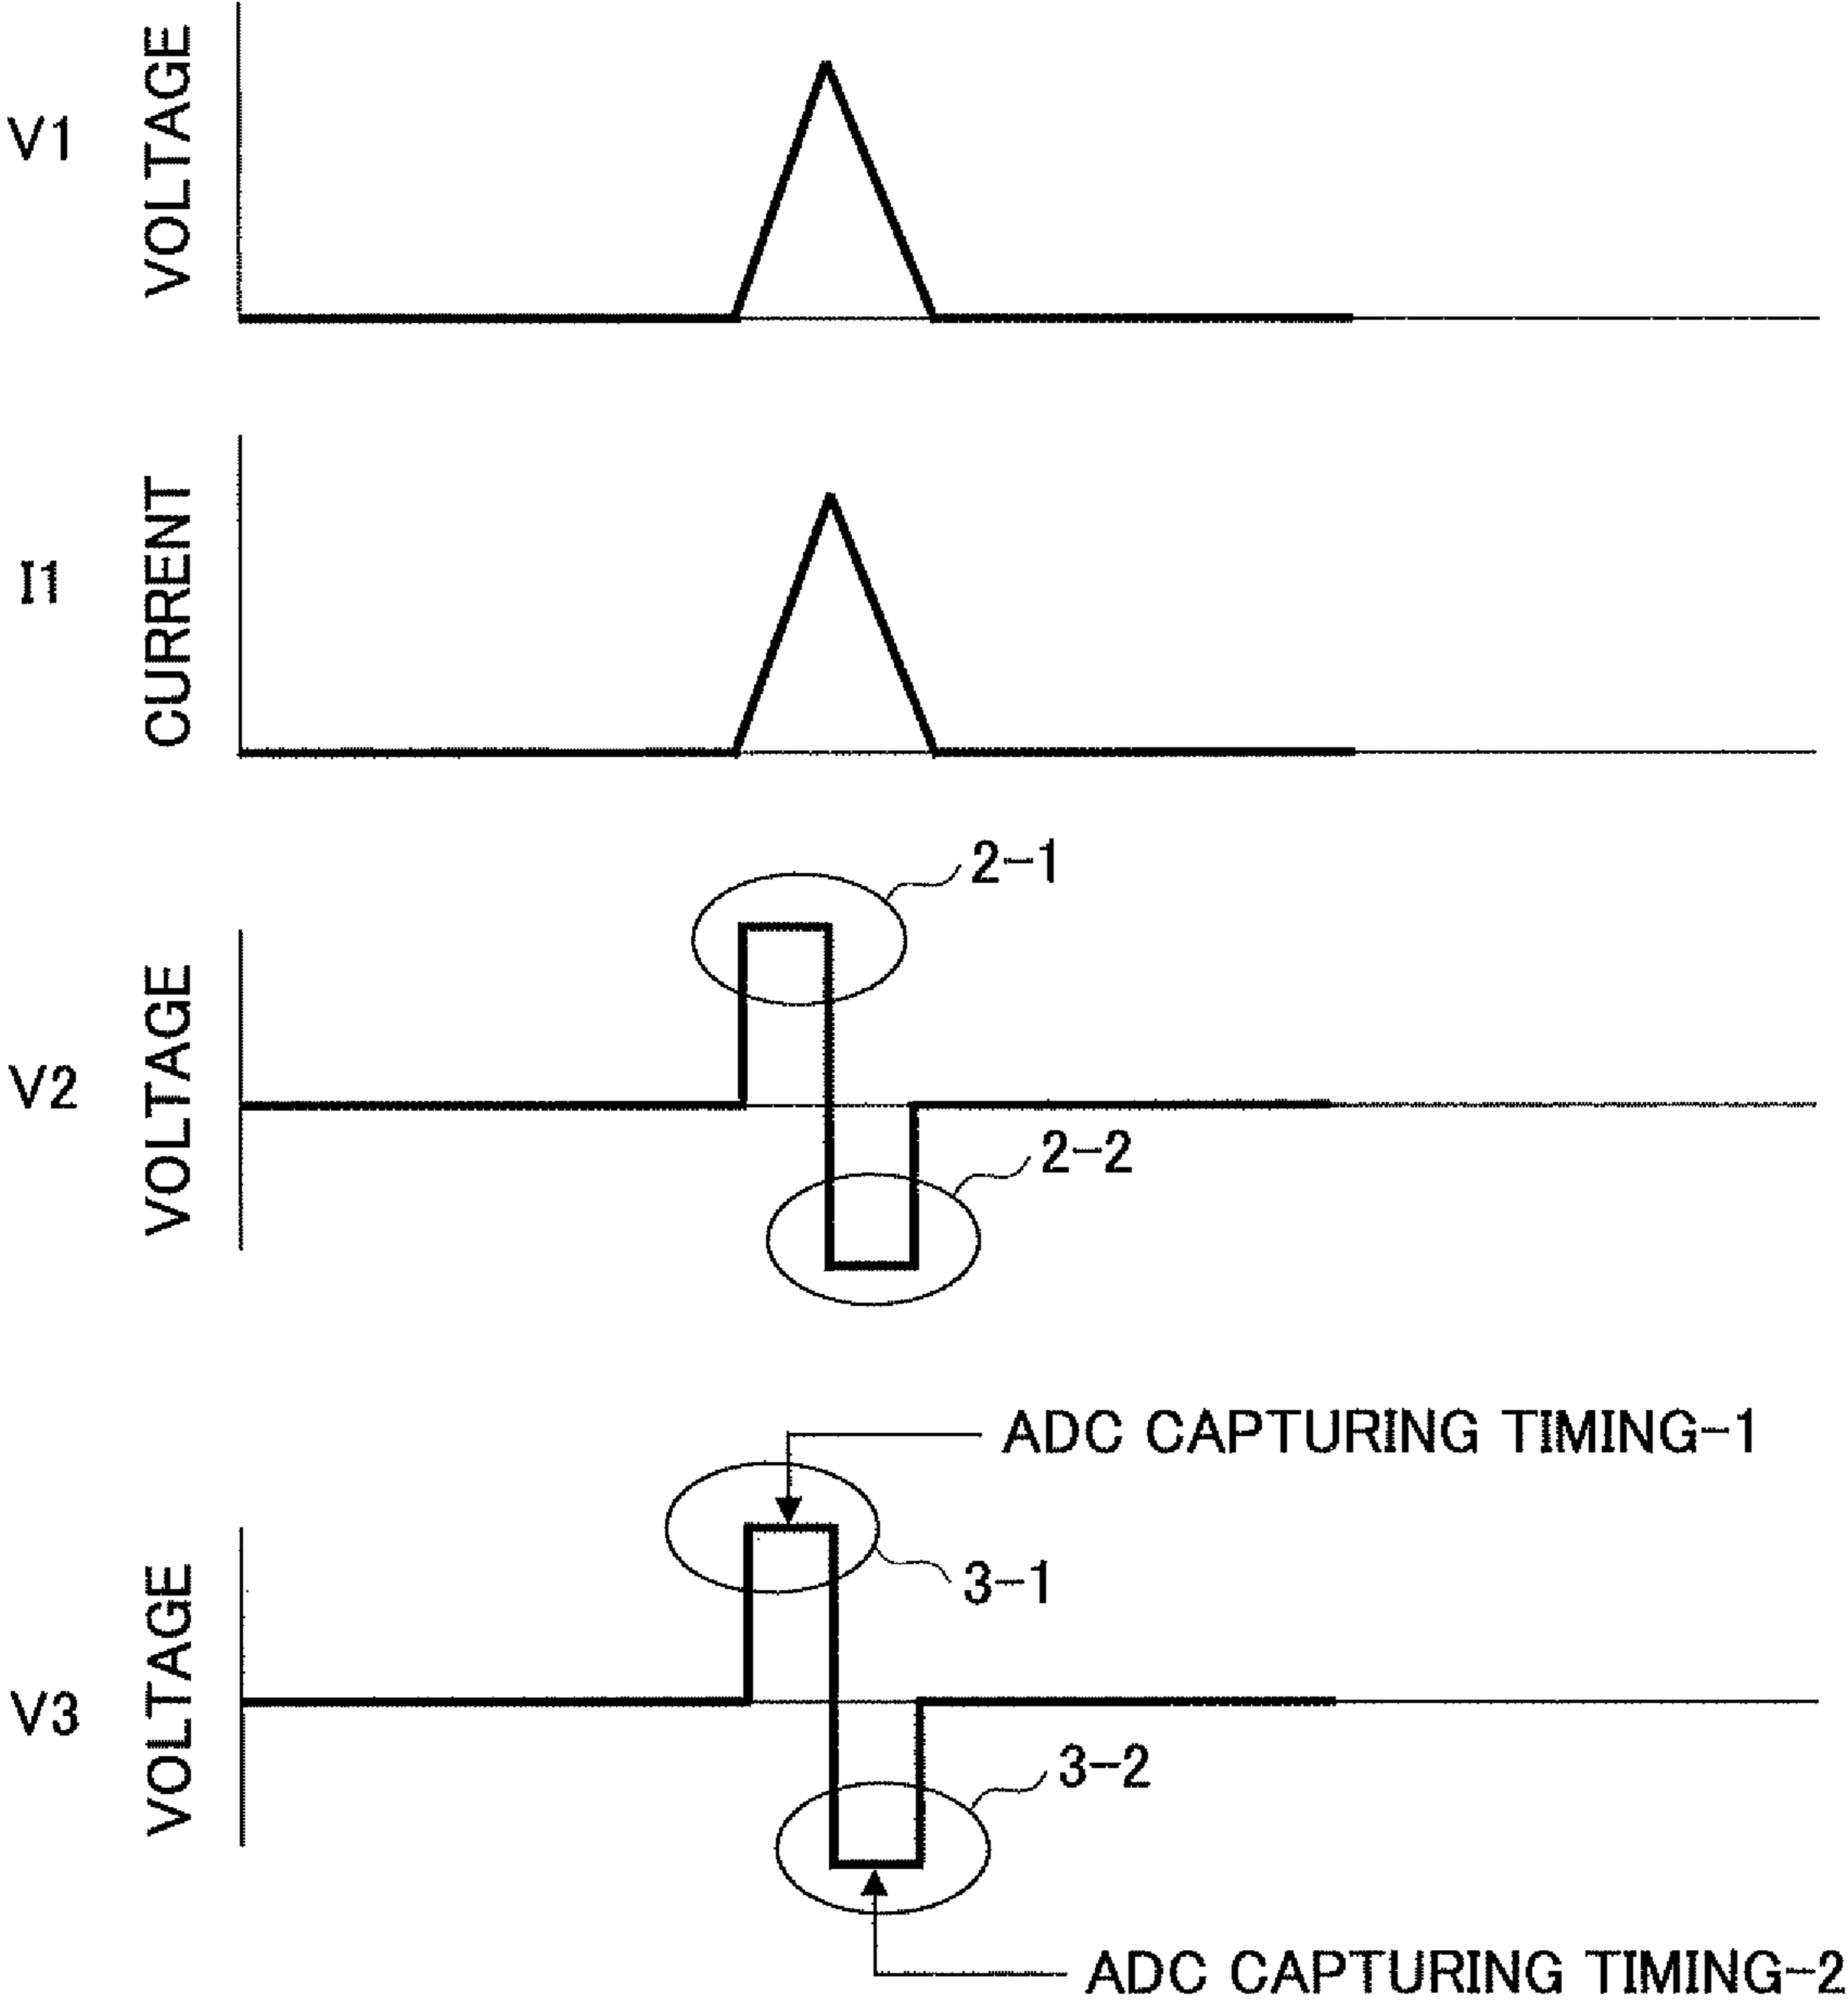 V1
VOLTAGE
I1
CURRENT
2-1
V2
VOLTAGE
2-2
ADC CAPTURING TIMING-1
3-1
V3
VOLTAGE
3-2
ADC CAPTURING TIMING-2